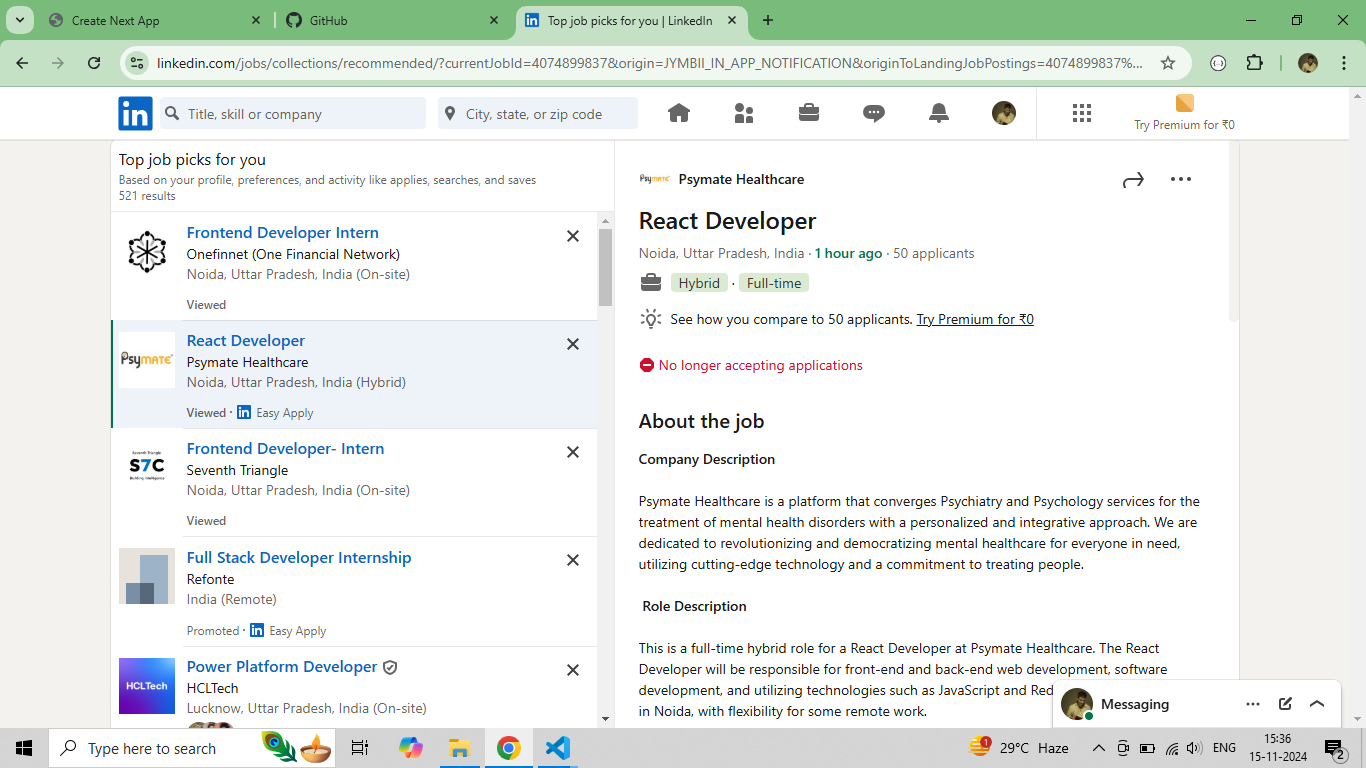 Create Next App
GitHub
Top job picks for you | LinkedIn
linkedin.com/jobs/collections/recommended/?currentJobId=4074899837&origin=JYMBII_IN_APP_NOTIFICATION&originToLandingJobPostings=4074899837%...
in
Title, skill or company
City, state, or zip code
Try Premium for ₹0
Top job picks for you
Based on your profile, preferences, and activity like applies, searches, and saves
521 results
Frontend Developer Intern
Onefinnet (One Financial Network)
Noida, Uttar Pradesh, India (On-site)
Viewed
PsyMATE
React Developer
Psymate Healthcare
Noida, Uttar Pradesh, India (Hybrid)
Viewed · in Easy Apply
Seventh Triangle
S7C
Building Intelligence
Frontend Developer- Intern
Seventh Triangle
Noida, Uttar Pradesh, India (On-site)
Viewed
Full Stack Developer Internship
Refonte
India (Remote)
Promoted · in Easy Apply
HCLTech
Power Platform Developer
HCLTech
Lucknow, Uttar Pradesh, India (On-site)
PsyMATE Psymate Healthcare
React Developer
Noida, Uttar Pradesh, India · 1 hour ago · 50 applicants
Hybrid · Full-time
See how you compare to 50 applicants. Try Premium for ₹0
No longer accepting applications
About the job
Company Description
Psymate Healthcare is a platform that converges Psychiatry and Psychology services for the
treatment of mental health disorders with a personalized and integrative approach. We are
dedicated to revolutionizing and democratizing mental healthcare for everyone in need,
utilizing cutting-edge technology and a commitment to treating people.
Role Description
This is a full-time hybrid role for a React Developer at Psymate Healthcare. The React
Developer will be responsible for front-end and back-end web development, software
development, and utilizing technologies such as JavaScript and Red
in Noida, with flexibility for some remote work.
Messaging
Type here to search
1
29°C Haze
ENG
15:36
15-11-2024
2